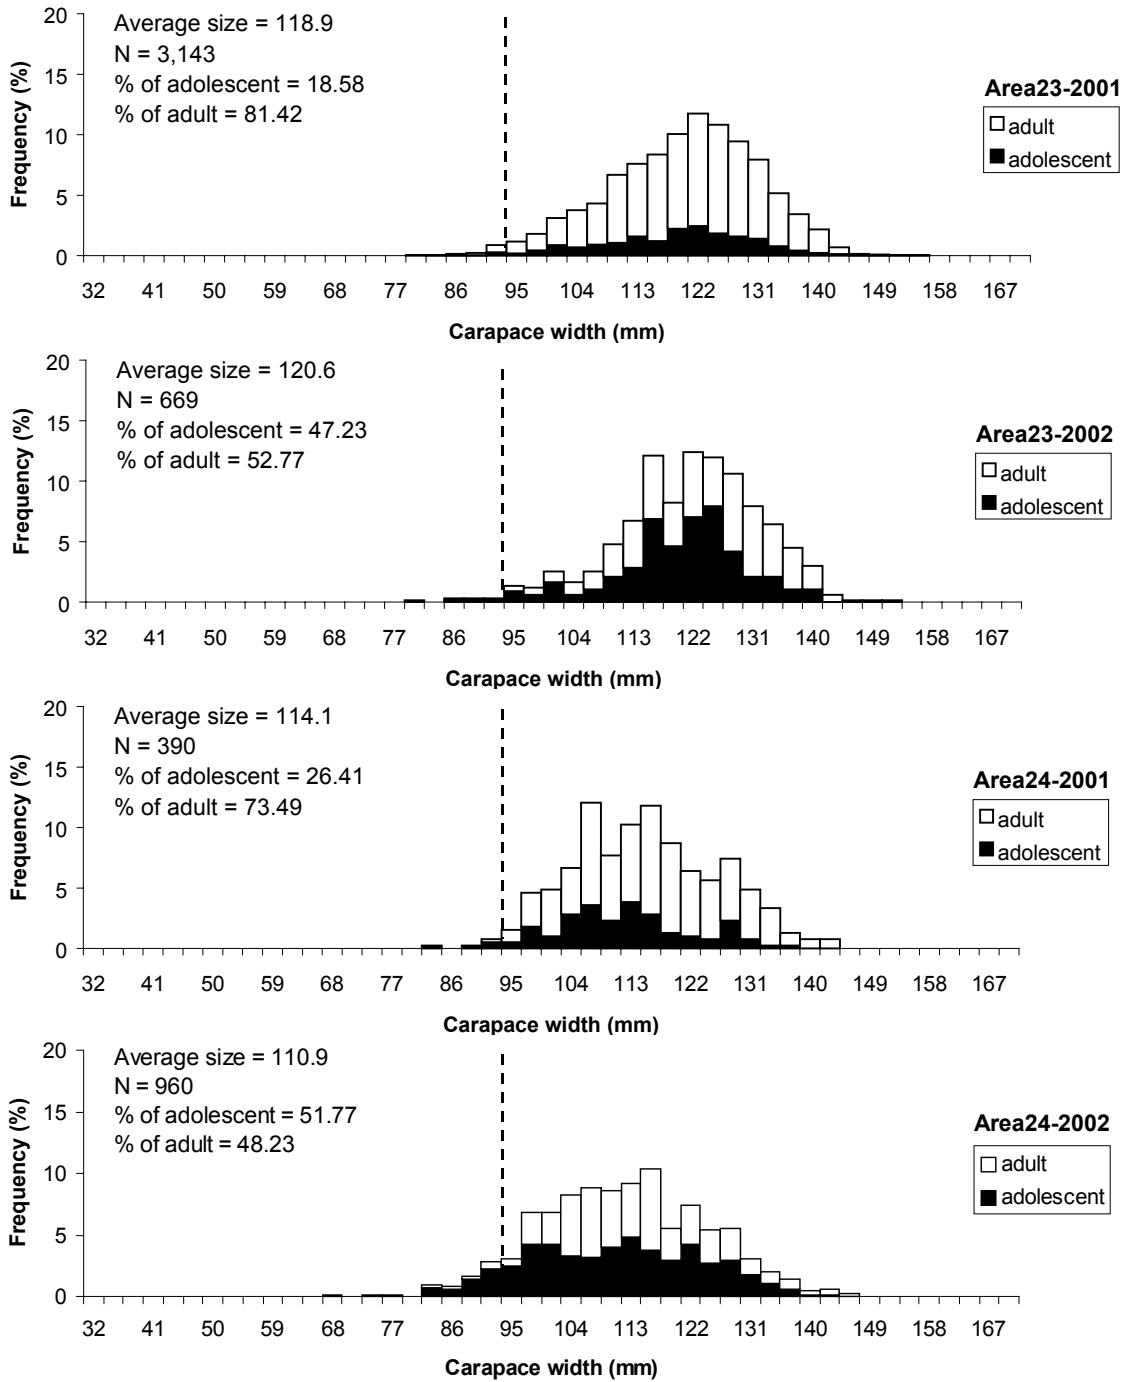 Average size = 118.9
N = 3,143
% of adolescent = 18.58
% of adult = 81.42
Area23-2001
adult
adolescent
Frequency (%)
20
15
10
5
0
32 41 50 59 68 77 86 95 104 113 122 131 140 149 158 167
Carapace width (mm)
Average size = 120.6
N = 669
% of adolescent = 47.23
% of adult = 52.77
Area23-2002
adult
adolescent
Frequency (%)
20
15
10
5
0
32 41 50 59 68 77 86 95 104 113 122 131 140 149 158 167
Carapace width (mm)
Average size = 114.1
N = 390
% of adolescent = 26.41
% of adult = 73.49
Area24-2001
adult
adolescent
Frequency (%)
20
15
10
5
0
32 41 50 59 68 77 86 95 104 113 122 131 140 149 158 167
Carapace width (mm)
Average size = 110.9
N = 960
% of adolescent = 51.77
% of adult = 48.23
Area24-2002
adult
adolescent
Frequency (%)
20
15
10
5
0
32 41 50 59 68 77 86 95 104 113 122 131 140 149 158 167
Carapace width (mm)